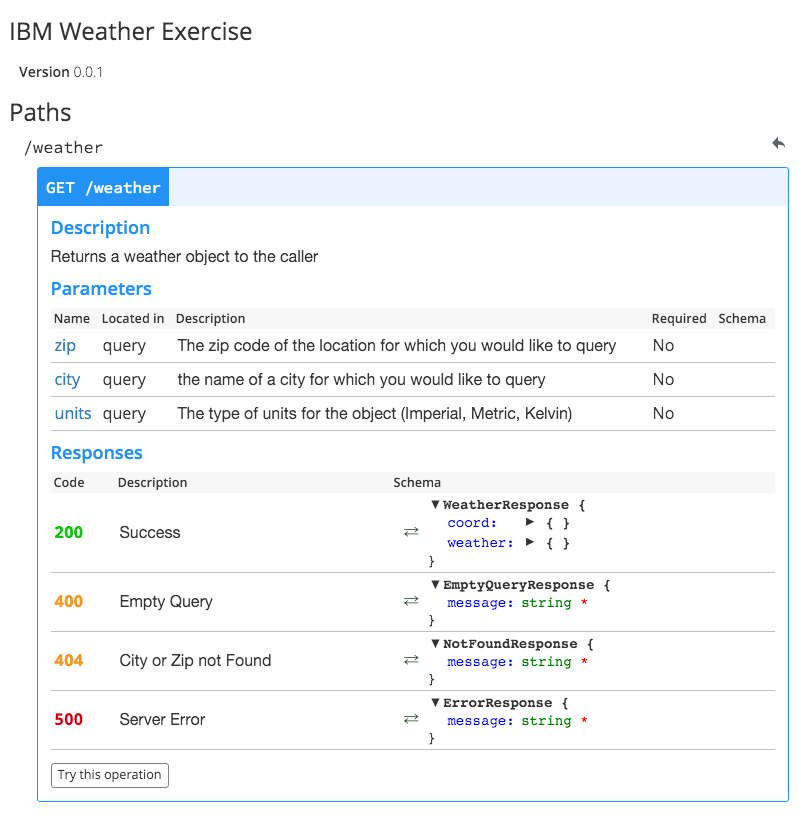 IBM Weather Exercise
Version 0.0.1
Paths
/weather
GET /weather
Description
Returns a weather object to the caller
Parameters
Name Located in Description Required Schema
zip query The zip code of the location for which you would like to query No
city query the name of a city for which you would like to query No
units query The type of units for the object (Imperial, Metric, Kelvin) No
Responses
Code Description Schema
200 Success ⇄ ▼WeatherResponse {
coord: ▶ { }
weather: ▶ { }
}
400 Empty Query ⇄ ▼EmptyQueryResponse {
message: string *
}
404 City or Zip not Found ⇄ ▼NotFoundResponse {
message: string *
}
500 Server Error ⇄ ▼ErrorResponse {
message: string *
}
Try this operation